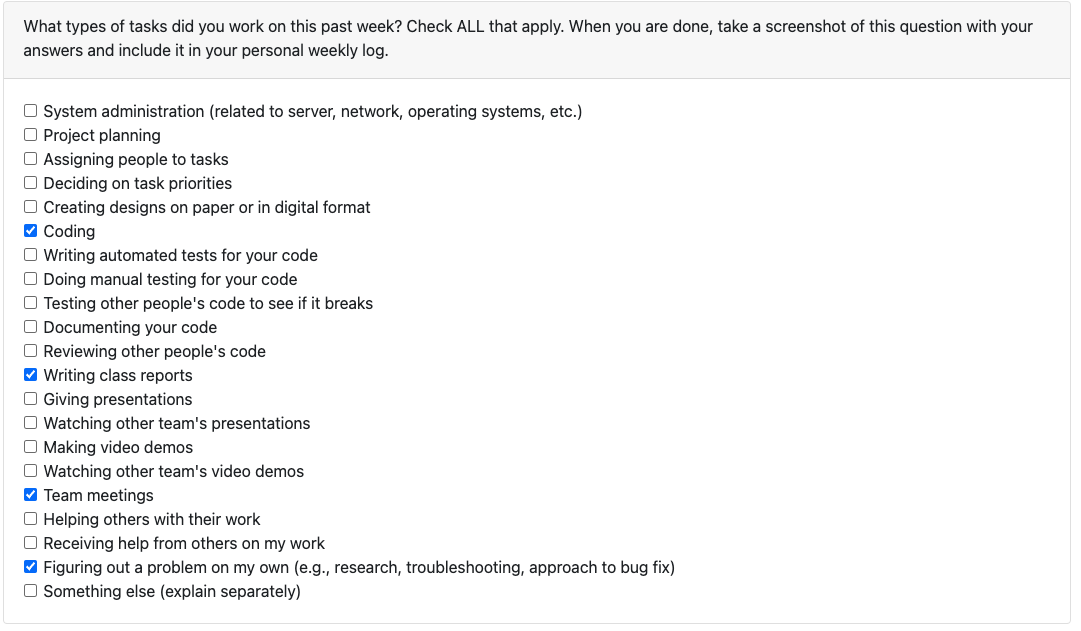 What types of tasks did you work on this past week? Check ALL that apply. When you are done, take a screenshot of this question with your
answers and include it in your personal weekly log.
System administration (related to server, network, operating systems, etc.)
Project planning
Assigning people to tasks
Deciding on task priorities
Creating designs on paper or in digital format
Coding
Writing automated tests for your code
Doing manual testing for your code
Testing other people's code to see if it breaks
Documenting your code
Reviewing other people's code
Writing class reports
Giving presentations
Watching other team's presentations
Making video demos
Watching other team's video demos
Team meetings
Helping others with their work
Receiving help from others on my work
Figuring out a problem on my own (e.g., research, troubleshooting, approach to bug fix)
Something else (explain separately)